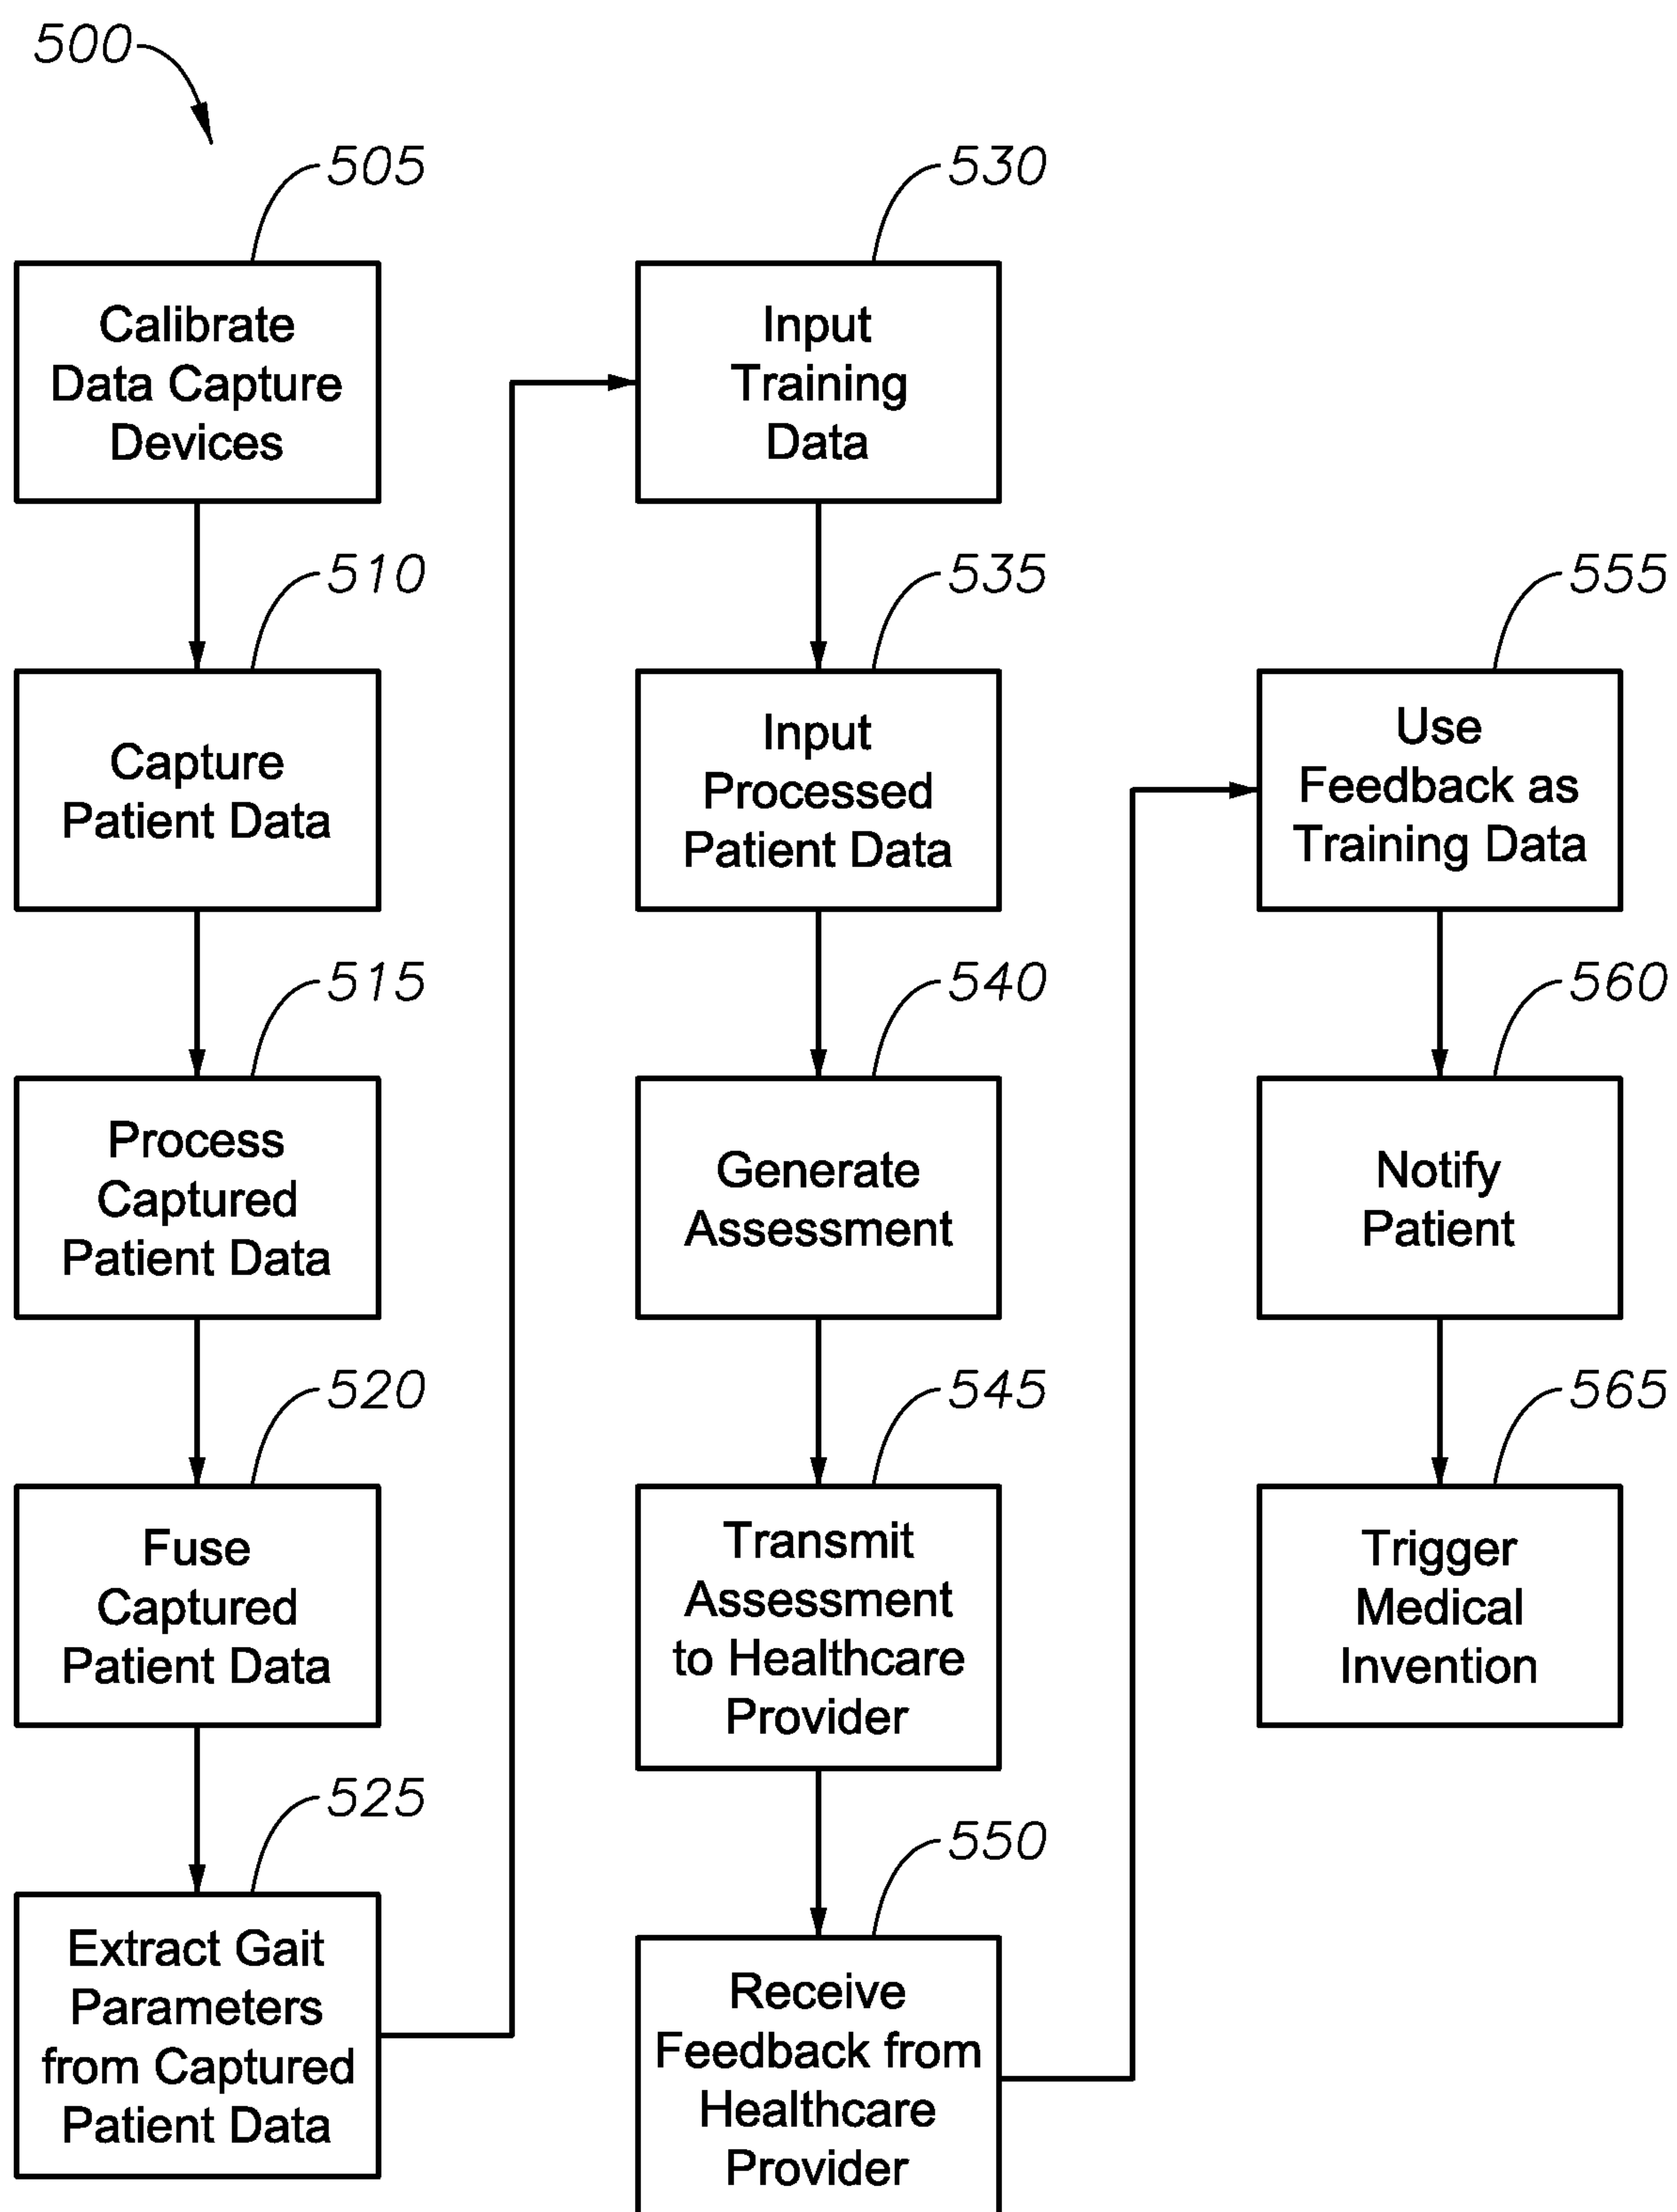 500
505
Calibrate
Data Capture
Devices
510
Capture
Patient Data
515
Process
Captured
Patient Data
520
Fuse
Captured
Patient Data
525
Extract Gait
Parameters
from Captured
Patient Data
530
Input
Training
Data
535
Input
Processed
Patient Data
540
Generate
Assessment
545
Transmit
Assessment
to Healthcare
Provider
550
Receive
Feedback from
Healthcare
Provider
555
Use
Feedback as
Training Data
560
Notify
Patient
565
Trigger
Medical
Invention